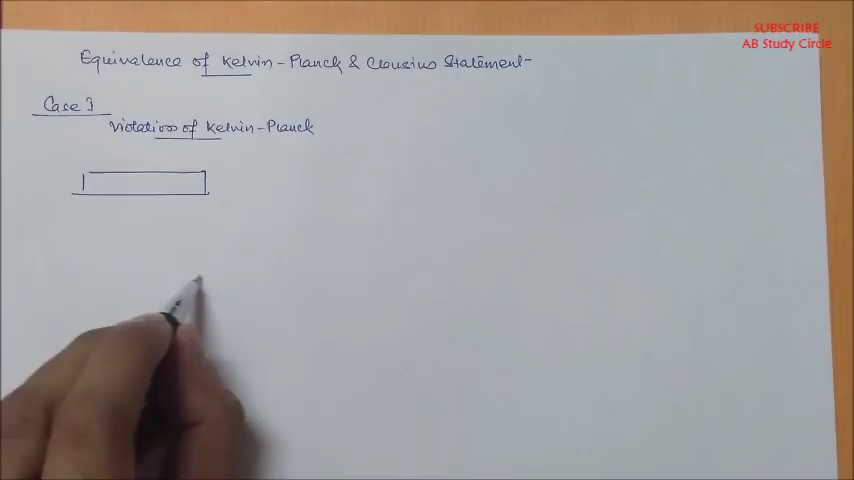 SUBSCRIBE
AB Study Circle
Equivalence of Kelvin-Planck & Clausius Statement-
Case I
Violation of Kelvin-Planck